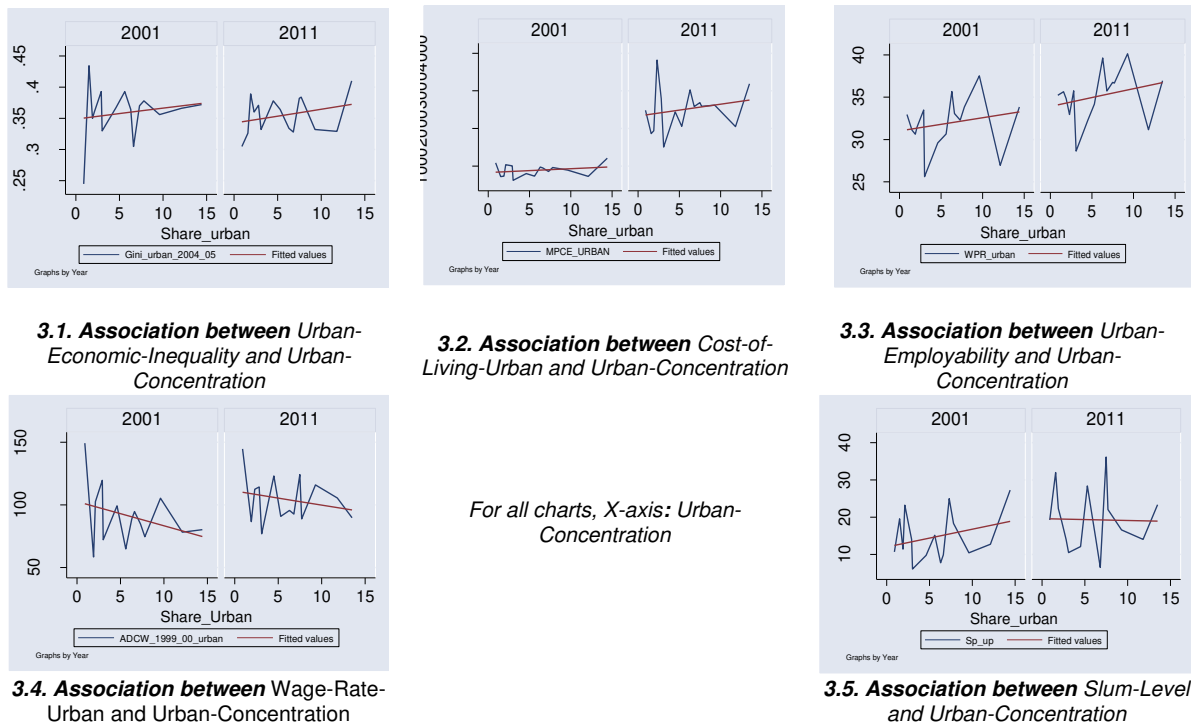 2001 2011
.45
.4
.35
.3
.25
0 5 10 15 0 5 10 15
Share_urban
Gini_urban_2004_05 Fitted values
Graphs by Year
3.1. Association between Urban-
Economic-Inequality and Urban-
Concentration
2001 2011
1000200030004000
0 5 10 15 0 5 10 15
Share_urban
MPCE_URBAN Fitted values
Graphs by Year
3.2. Association between Cost-of-
Living-Urban and Urban-Concentration
2001 2011
40
35
30
25
0 5 10 15 0 5 10 15
Share_urban
WPR_urban Fitted values
Graphs by Year
3.3. Association between Urban-
Employability and Urban-
Concentration
2001 2011
150
100
50
0 5 10 15 0 5 10 15
Share_Urban
ADCW_1999_00_urban Fitted values
Graphs by Year
3.4. Association between Wage-Rate-
Urban and Urban-Concentration
For all charts, X-axis: Urban-
Concentration
2001 2011
40
30
20
10
0 5 10 15 0 5 10 15
Share_urban
Sp_up Fitted values
Graphs by Year
3.5. Association between Slum-Level
and Urban-Concentration